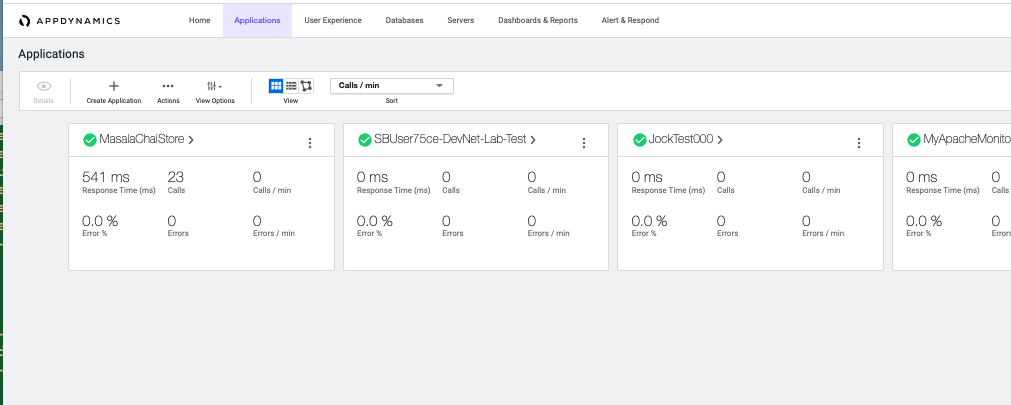 APPDYNAMICS
Home
Applications
User Experience
Databases
Servers
Dashboards & Reports
Alert & Respond
Applications
Details
Create Application
Actions
View Options
View
Calls / min
Sort
MasalaChaiStore
541 ms
Response Time (ms)
23
Calls
0
Calls / min
0.0 %
Error %
0
Errors
0
Errors / min
SBUser75ce-DevNet-Lab-Test
0 ms
Response Time (ms)
0
Calls
0
Calls / min
0.0 %
Error %
0
Errors
0
Errors / min
JockTest000
0 ms
Response Time (ms)
0
Calls
0
Calls / min
0.0 %
Error %
0
Errors
0
Errors / min
MyApacheMonito
0 ms
Response Time (ms)
0
Calls
0.0 %
Error %
0
Errors